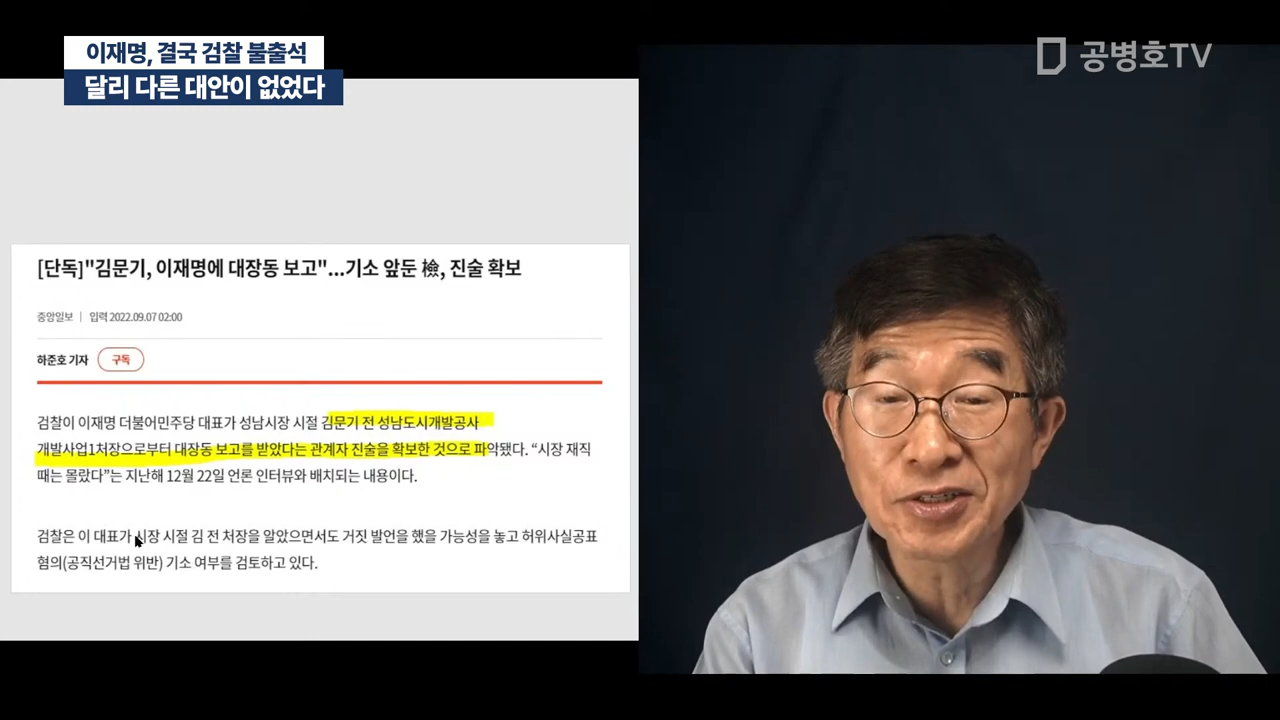 이재명, 결국 검찰 불출석
달리 다른 대안이 없었다
공병호TV
[단독]"김문기, 이재명에 대장동 보고"...기소 앞둔 檢, 진술 확보
중앙일보 | 입력 2022.09.07 02:00
하준호 기자 구독
검찰이 이재명 더불어민주당 대표가 성남시장 시절 김문기 전 성남도시개발공사
개발사업1처장으로부터 대장동 보고를 받았다는 관계자 진술을 확보한 것으로 파악됐다. “시장 재직
때는 몰랐다”는 지난해 12월 22일 언론 인터뷰와 배치되는 내용이다.
검찰은 이 대표가 시장 시절 김 전 처장을 알았으면서도 거짓 발언을 했을 가능성을 놓고 허위사실공표
혐의(공직선거법 위반) 기소 여부를 검토하고 있다.